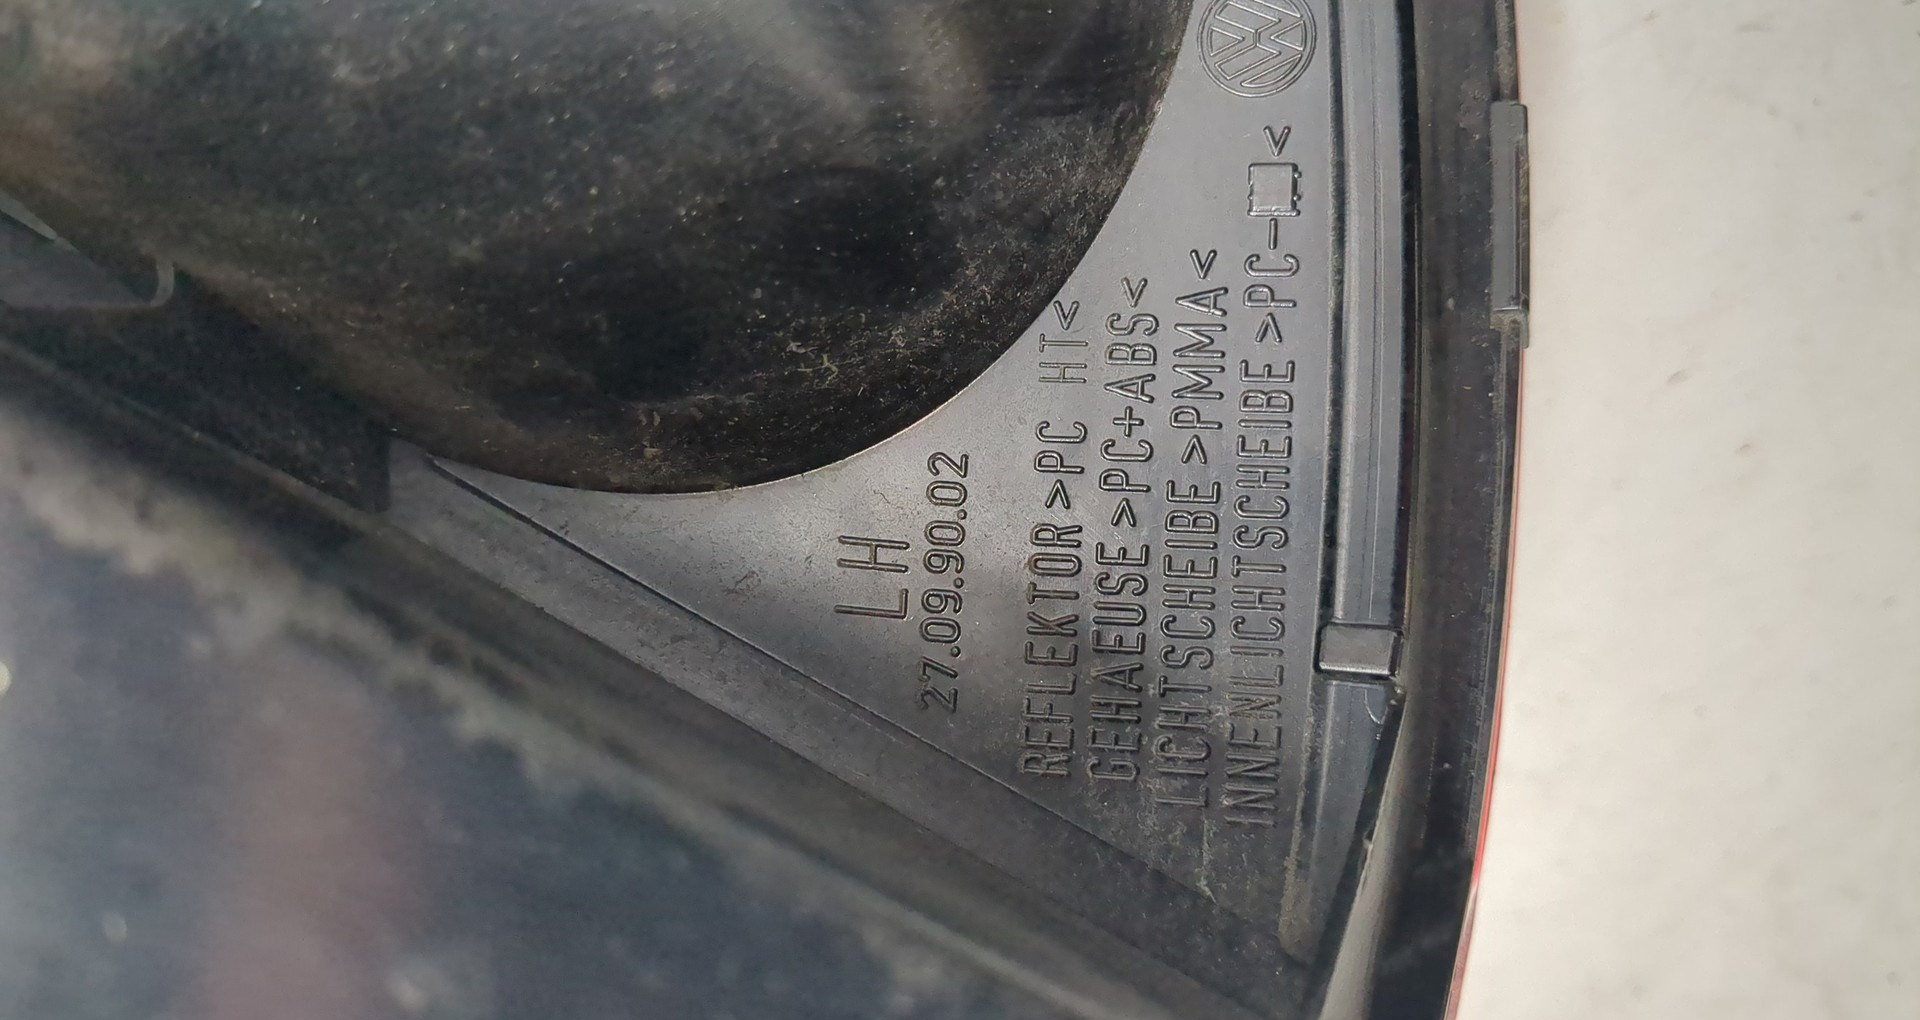 LH
27.09.90.02
REFLEKTOR >PC HT<
GEHAEUSE >PC+ABS<
LICHTSCHEIBE >PMMA<
INNENLICHTSCHEIBE >PC-<